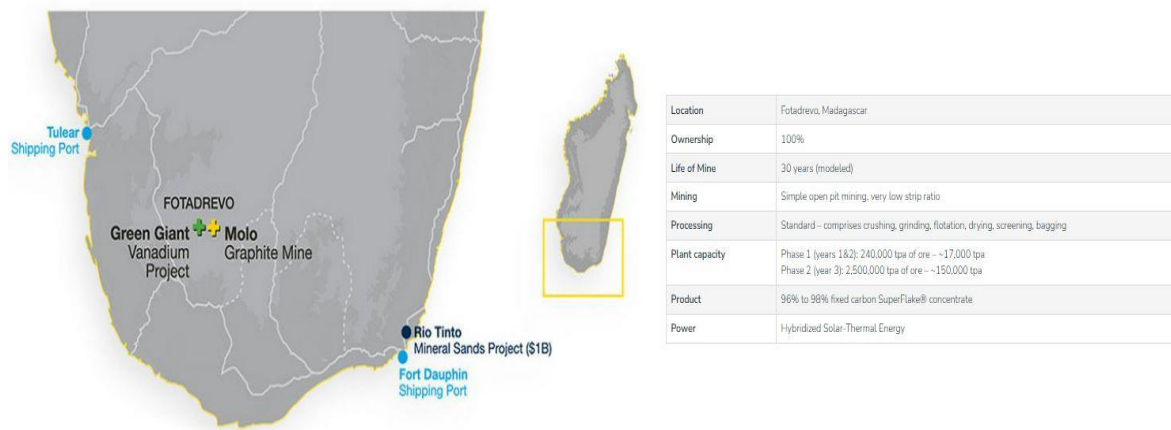 Tulear
Shipping Port
FOTADREVO
Green Giant
Vanadium
Project
Molo
Graphite Mine
Rio Tinto
Mineral Sands Project ($1B)
Fort Dauphin
Shipping Port
Location Fotadrevo, Madagascar
Ownership 100%
Life of Mine 30 years (modeled)
Mining Simple open pit mining, very low strip ratio
Processing Standard – comprises crushing, grinding, flotation, drying, screening, bagging
Plant capacity Phase 1 (years 1&2): 240,000 tpa of ore – ~17,000 tpa
Phase 2 (year 3): 2,500,000 tpa of ore – ~150,000 tpa
Product 96% to 98% fixed carbon SuperFlake® concentrate
Power Hybridized Solar-Thermal Energy